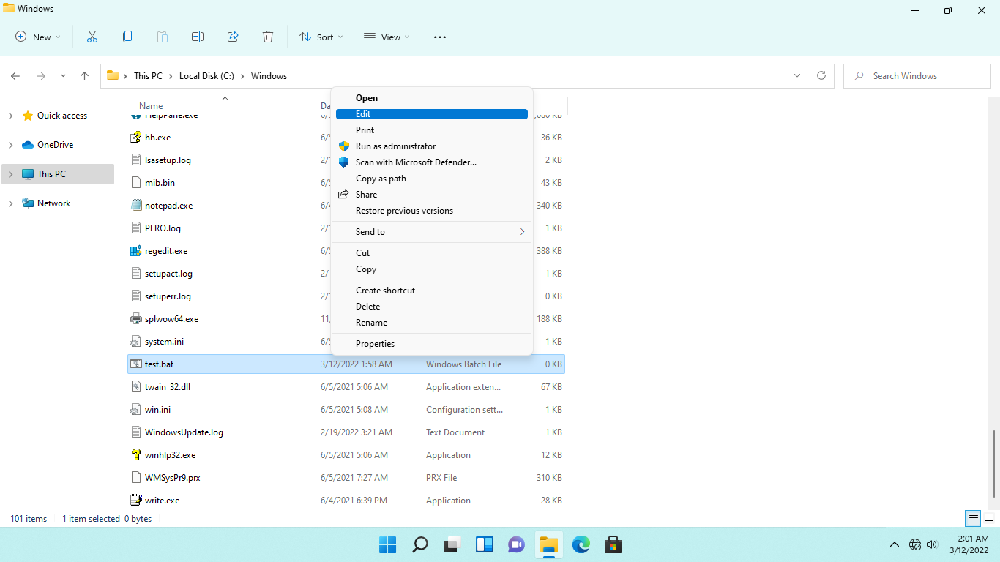 Windows
New
Sort
View
This PC
Local Disk (C:)
Windows
Search Windows
Quick access
OneDrive
This PC
Network
Name
Da
HelpPane.exe 6/ ,080 KB
hh.exe 6/5 36 KB
lsasetup.log 2/1 2 KB
mib.bin 6/5 43 KB
notepad.exe 6/4 340 KB
PFRO.log 2/1 1 KB
regedit.exe 6/5 388 KB
setupact.log 2/1 1 KB
setuperr.log 2/1 0 KB
splwow64.exe 11/ 188 KB
system.ini 6/5 1 KB
test.bat 3/12/2022 1:58 AM Windows Batch File 0 KB
twain_32.dll 6/5/2021 5:06 AM Application exten... 67 KB
win.ini 6/5/2021 5:08 AM Configuration sett... 1 KB
WindowsUpdate.log 2/19/2022 3:21 AM Text Document 1 KB
winhlp32.exe 6/5/2021 5:06 AM Application 12 KB
WMSysPr9.prx 6/5/2021 7:27 AM PRX File 310 KB
write.exe 6/4/2021 6:39 PM Application 28 KB
Open
Edit
Print
Run as administrator
Scan with Microsoft Defender...
Copy as path
Share
Restore previous versions
Send to
Cut
Copy
Create shortcut
Delete
Rename
Properties
101 items 1 item selected 0 bytes
2:01 AM
3/12/2022